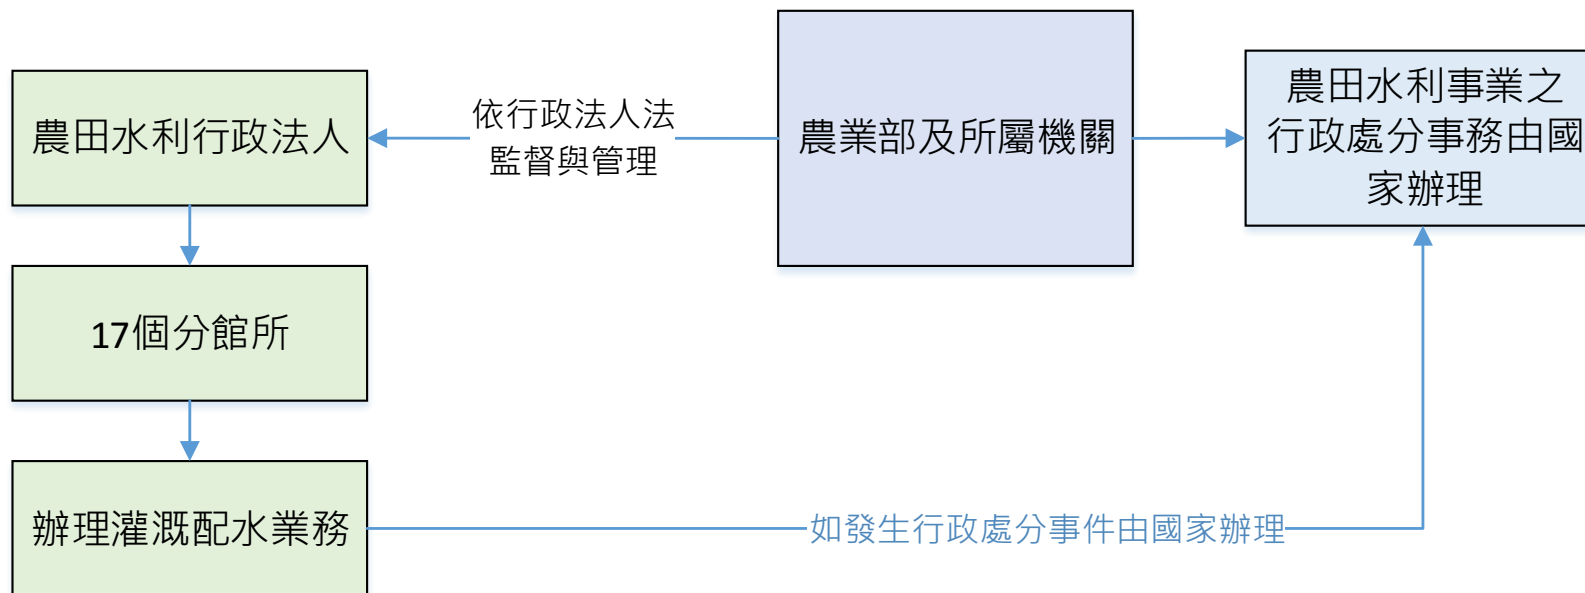 農田水利行政法人
依行政法人法
監督與管理
農業部及所屬機關
農田水利事業之
行政處分事務由國
家辦理
17個分館所
辦理灌溉配水業務
如發生行政處分事件由國家辦理